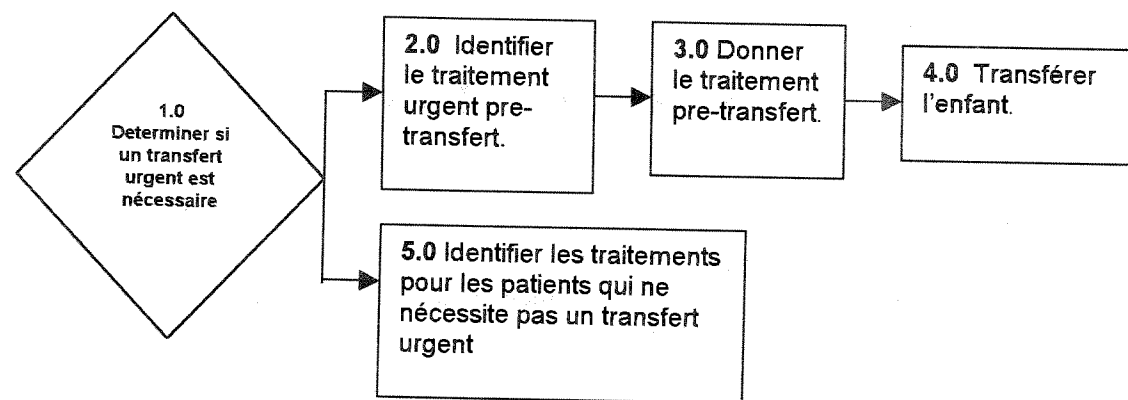 1.0
Determiner si
un transfert
urgent est
nécessaire
2.0 Identifier
le traitement
urgent pre-
transfert.
3.0 Donner
le traitement
pre-transfert.
4.0 Transférer
l'enfant.
5.0 Identifier les traitements
pour les patients qui ne
nécessite pas un transfert
urgent